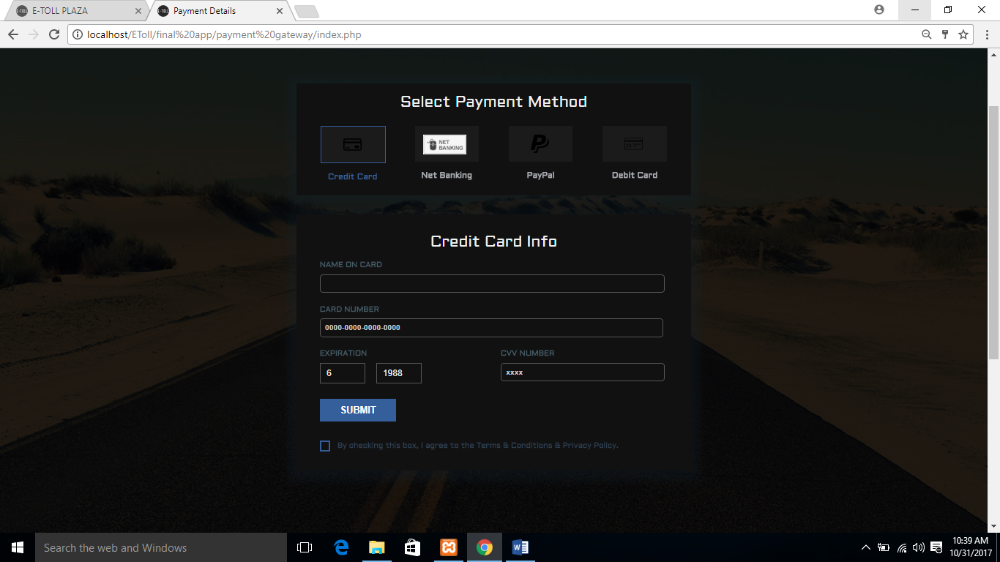 E-TOLL PLAZA
Payment Details
localhost/EToll/final%20app/payment%20gateway/index.php
Select Payment Method
NET
BANKING
Credit Card
Net Banking
PayPal
Debit Card
Credit Card Info
NAME ON CARD
CARD NUMBER
0000-0000-0000-0000
EXPIRATION
CVV NUMBER
6
1988
xxxx
SUBMIT
By checking this box, I agree to the Terms & Conditions & Privacy Policy.
Search the web and Windows
10:39 AM
10/31/2017